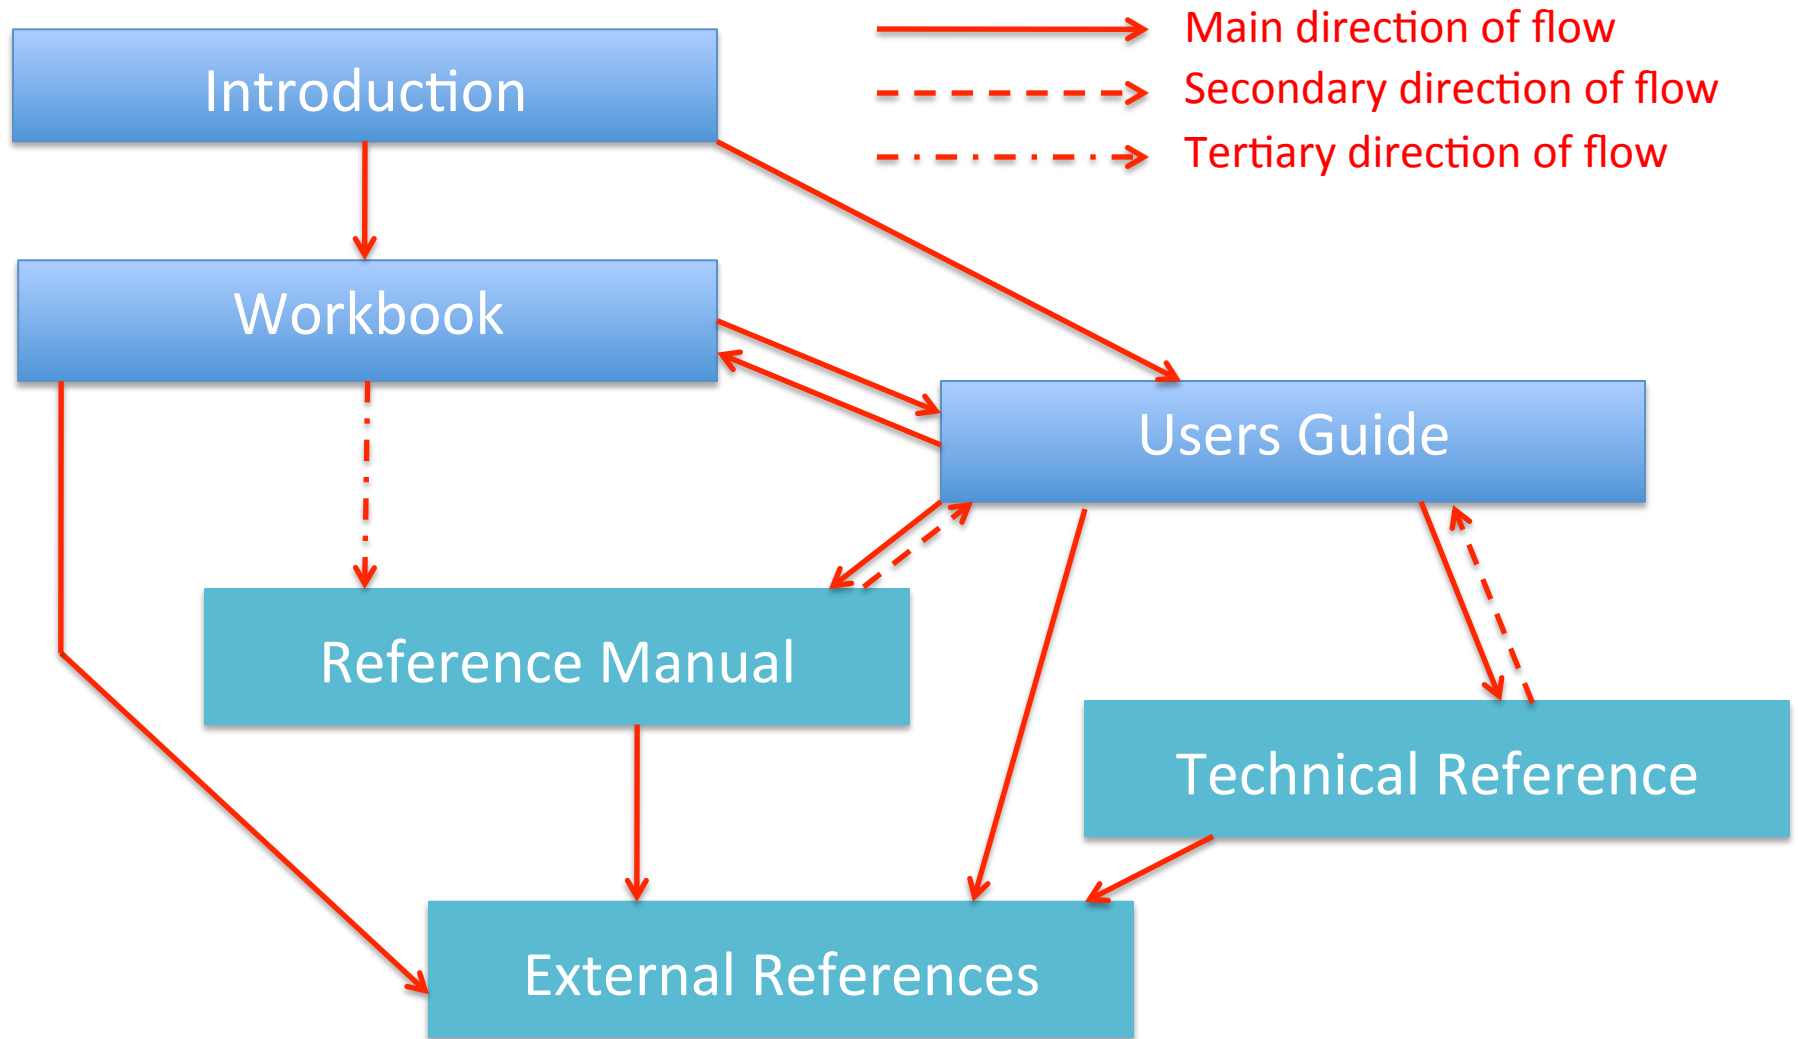 Main direction of flow
Secondary direction of flow
Tertiary direction of flow
Introduction
Workbook
Users Guide
Reference Manual
Technical Reference
External References